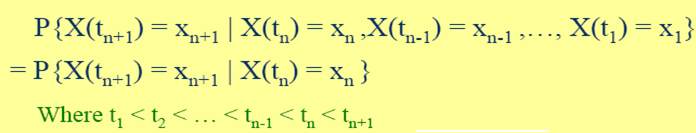 P{X(tₙ₊₁) = xₙ₊₁ | X(tₙ) = xₙ ,X(tₙ₋₁) = xₙ₋₁ ,…, X(t₁) = x₁}
= P{X(tₙ₊₁) = xₙ₊₁ | X(tₙ) = xₙ }
Where t₁ < t₂ < … < tₙ₋₁ < tₙ < tₙ₊₁